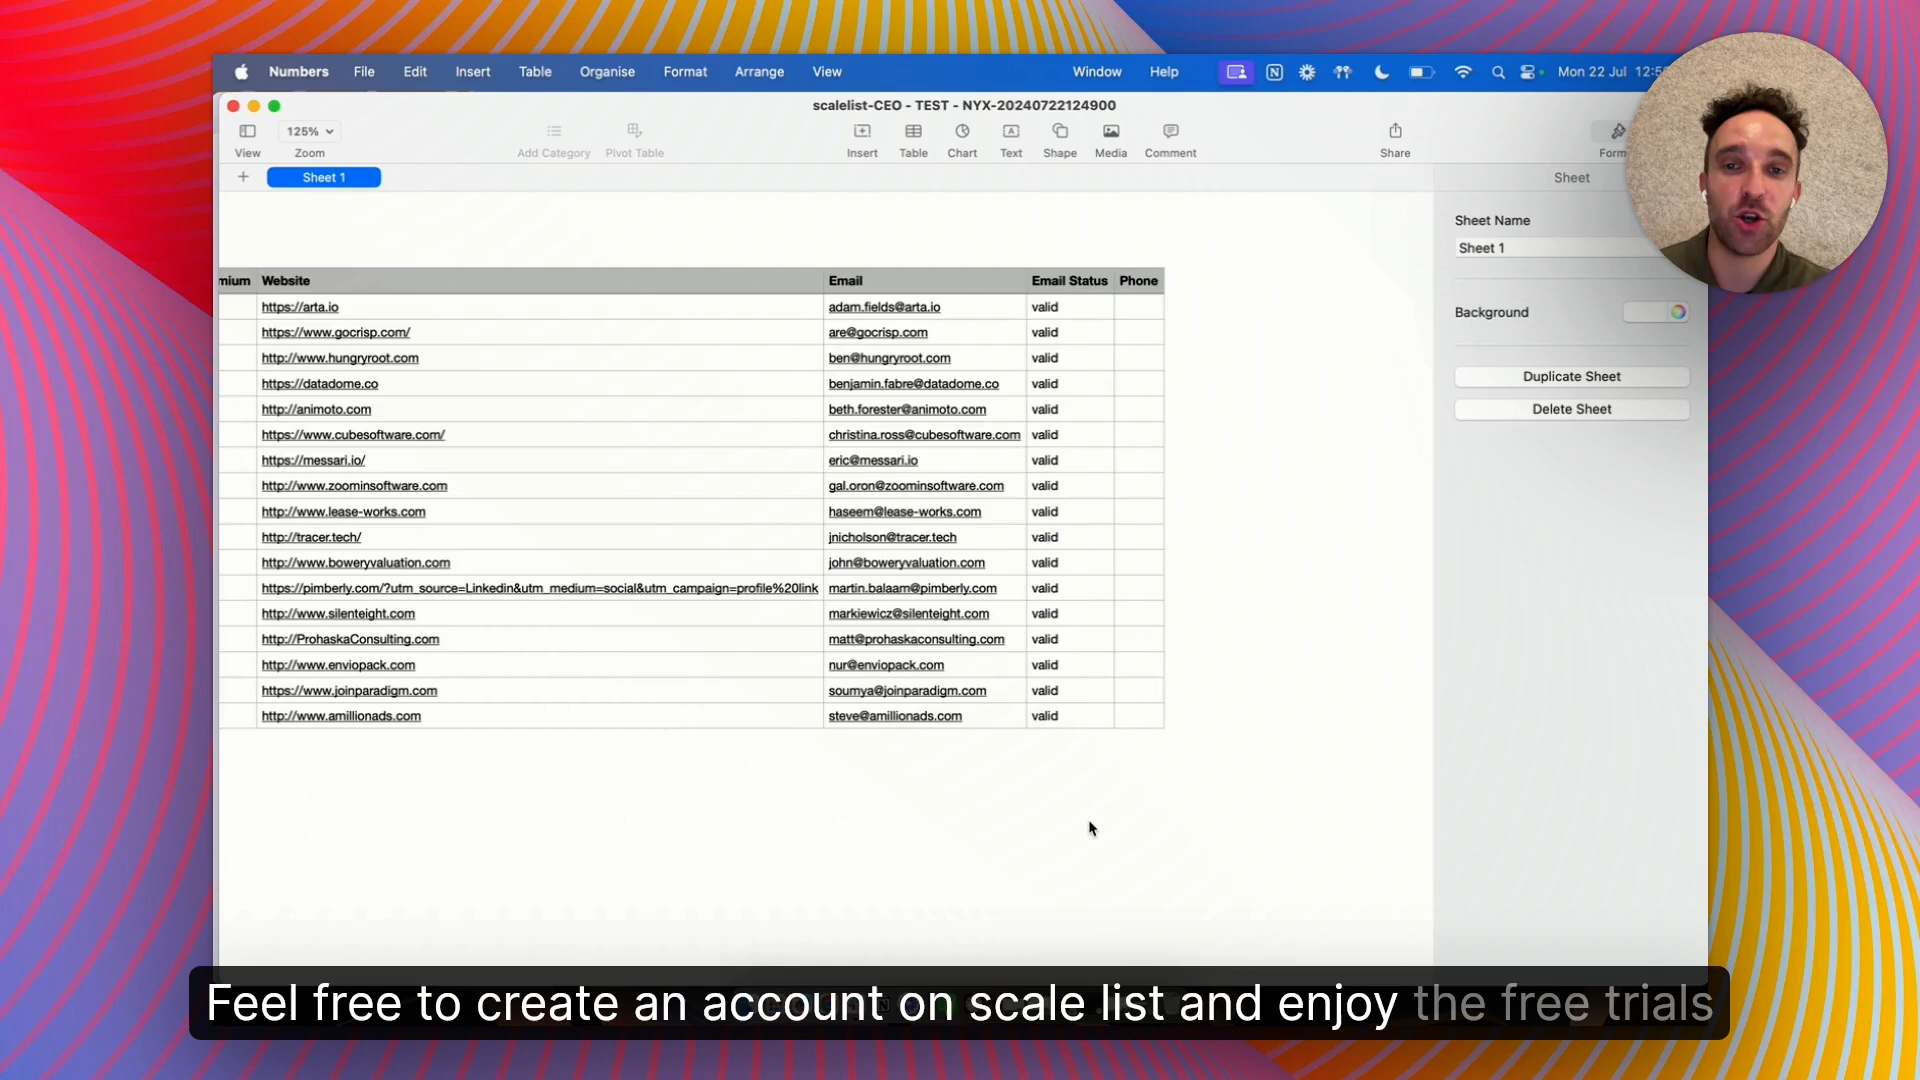 Numbers File Edit Insert Table Organise Format Arrange View Window Help Mon 22 Jul
scalelist-CEO - TEST - NYX-20240722124900
125%
View Zoom Add Category Pivot Table Insert Table Chart Text Shape Media Comment Share
+ Sheet 1 Sheet
Sheet Name
Sheet 1
Background
Duplicate Sheet
Delete Sheet
Website Email Email Status Phone
https://arta.io adam.fields@arta.io valid
https://www.gocrisp.com/ are@gocrisp.com valid
http://www.hungryroot.com ben@hungryroot.com valid
https://datadome.co benjamin.fabre@datadome.co valid
http://animoto.com beth.forester@animoto.com valid
https://www.cubesoftware.com/ christina.ross@cubesoftware.com valid
https://messari.io/ eric@messari.io valid
http://www.zoominsoftware.com gal.oron@zoominsoftware.com valid
http://www.lease-works.com haseem@lease-works.com valid
http://tracer.tech/ jnicholson@tracer.tech valid
http://www.boweryvaluation.com john@boweryvaluation.com valid
https://pimberly.com/?utm_source=Linkedin&utm_medium=social&utm_campaign=profile%20link martin.balaam@pimberly.com valid
http://www.silenteight.com markiewicz@silenteight.com valid
http://ProhaskaConsulting.com matt@prohaskaconsulting.com valid
http://www.enviopack.com nur@enviopack.com valid
https://www.joinparadigm.com soumya@joinparadigm.com valid
http://www.amillionads.com steve@amillionads.com valid
Feel free to create an account on scale list and enjoy the free trials